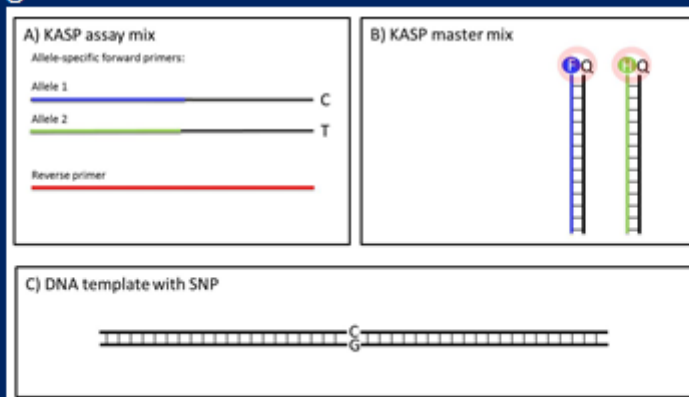 A) KASP assay mix
Allele-specific forward primers:
Allele 1
C
Allele 2
T
Reverse primer
B) KASP master mix
F Q H Q
C) DNA template with SNP
C
G